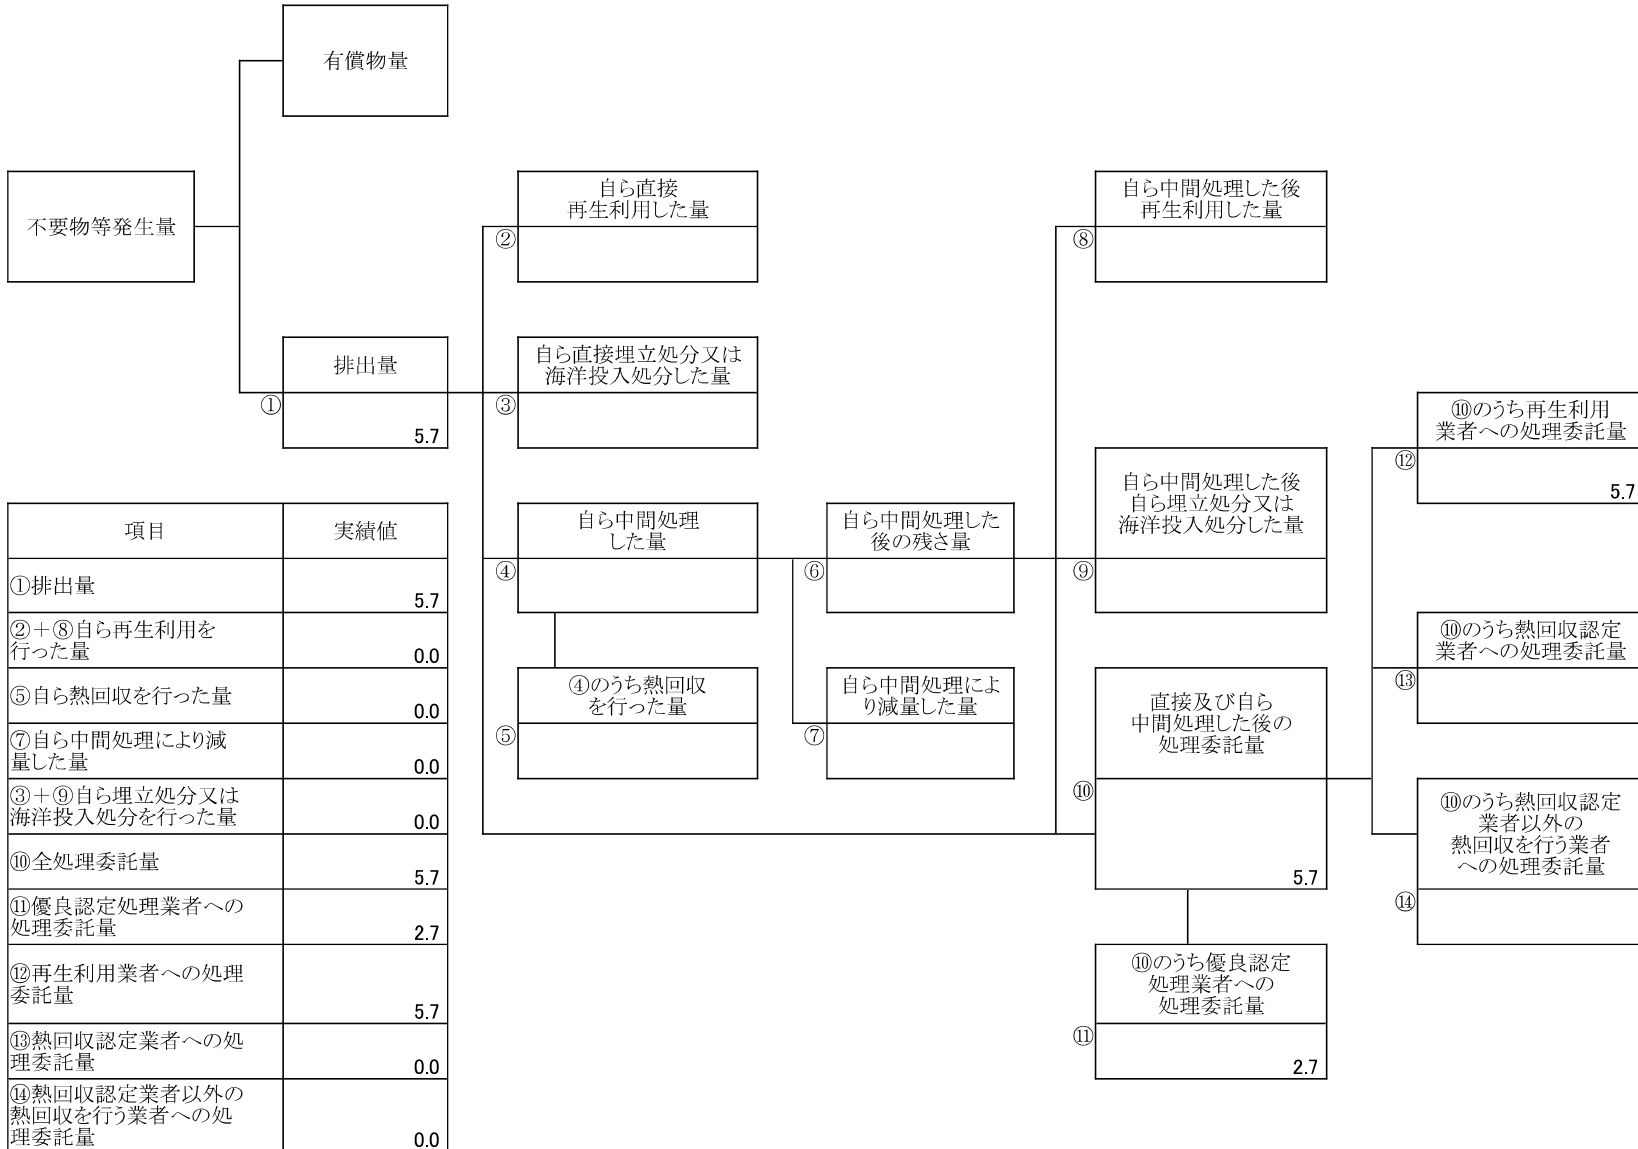 有償物量
不要物等発生量
排出量
①
5.7
自ら直接
再生利用した量
②
自ら直接埋立処分又は
海洋投入処分した量
③
自ら中間処理
した量
④
④のうち熱回収
を行った量
⑤
自ら中間処理した
後の残さ量
⑥
自ら中間処理によ
り減量した量
⑦
自ら中間処理した後
再生利用した量
⑧
自ら中間処理した後
自ら埋立処分又は
海洋投入処分した量
⑨
直接及び自ら
中間処理した後の
処理委託量
⑩
5.7
⑩のうち優良認定
処理業者への
処理委託量
⑪
2.7
⑩のうち再生利用
業者への処理委託量
⑫
5.7
⑩のうち熱回収認定
業者への処理委託量
⑬
⑩のうち熱回収認定
業者以外の
熱回収を行う業者
への処理委託量
⑭
項目 実績値
①排出量 5.7
②+⑧自ら再生利用を
行った量 0.0
⑤自ら熱回収を行った量 0.0
⑦自ら中間処理により減
量した量 0.0
③+⑨自ら埋立処分又は
海洋投入処分を行った量 0.0
⑩全処理委託量 5.7
⑪優良認定処理業者への
処理委託量 2.7
⑫再生利用業者への処理
委託量 5.7
⑬熱回収認定業者への処
理委託量 0.0
⑭熱回収認定業者以外の
熱回収を行う業者への処
理委託量 0.0